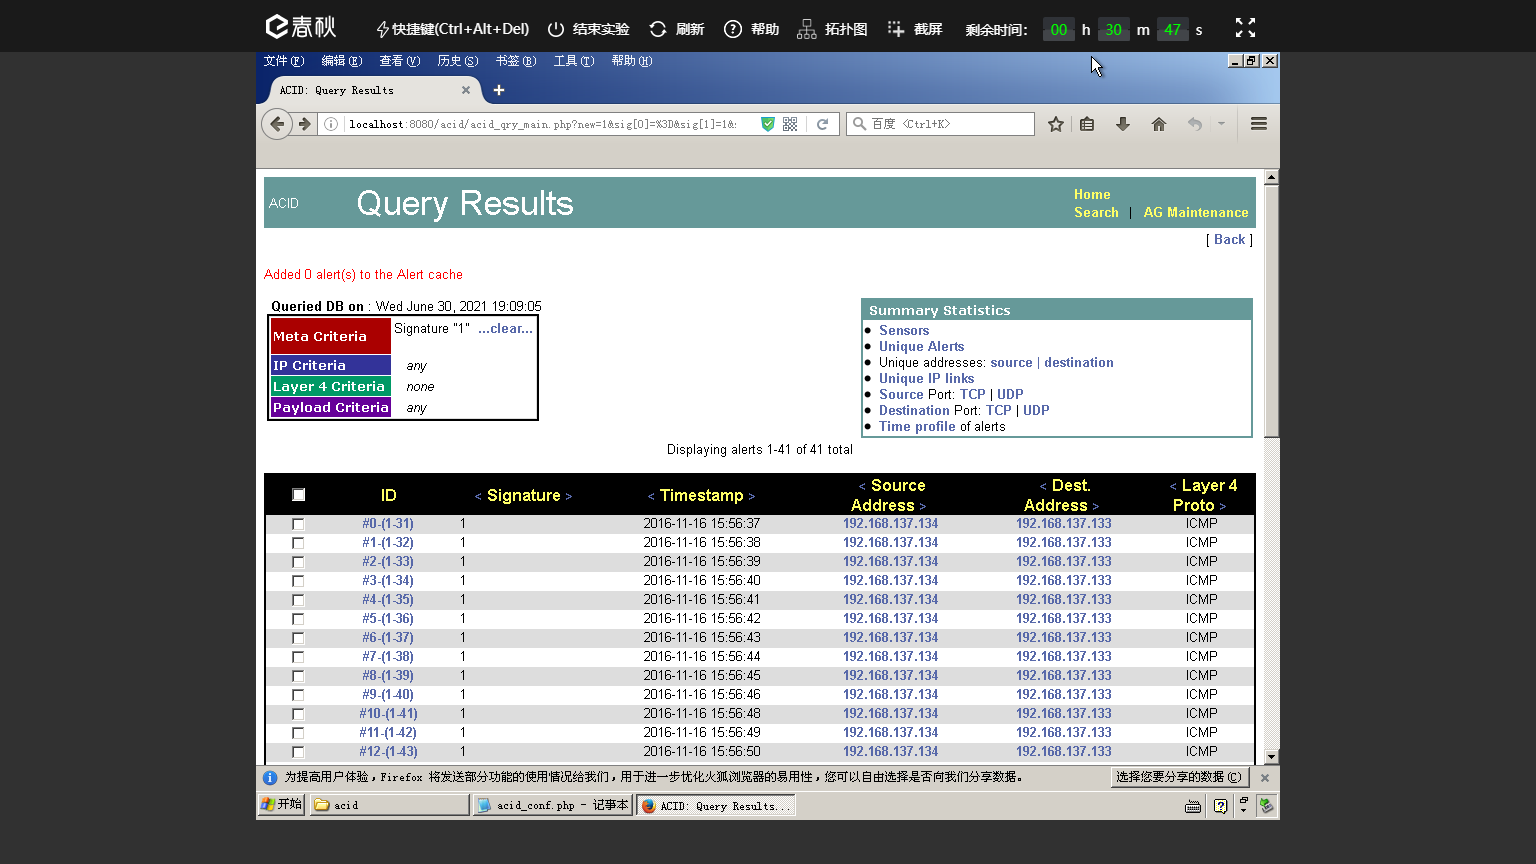 春秋 快捷键(Ctrl+Alt+Del) 结束实验 刷新 帮助 拓扑图 截屏 剩余时间: 00 h 30 m 47 s
文件(F) 编辑(E) 查看(V) 历史(S) 书签(B) 工具(T) 帮助(H)
ACID: Query Results
localhost:8080/acid/acid_qry_main.php?new=1&sig[0]=%3D&sig[1]=1&s 百度 <Ctrl+K>
ACID Query Results
Home
Search | AG Maintenance
[ Back ]
Added 0 alert(s) to the Alert cache
Queried DB on : Wed June 30, 2021 19:09:05
Meta Criteria Signature "1" ...clear...
IP Criteria any
Layer 4 Criteria none
Payload Criteria any
Summary Statistics
Sensors
Unique Alerts
Unique addresses: source | destination
Unique IP links
Source Port: TCP | UDP
Destination Port: TCP | UDP
Time profile of alerts
Displaying alerts 1-41 of 41 total
ID < Signature > < Timestamp > < Source Address > < Dest. Address > < Layer 4 Proto >
#0-(1-31) 1 2016-11-16 15:56:37 192.168.137.134 192.168.137.133 ICMP
#1-(1-32) 1 2016-11-16 15:56:38 192.168.137.134 192.168.137.133 ICMP
#2-(1-33) 1 2016-11-16 15:56:39 192.168.137.134 192.168.137.133 ICMP
#3-(1-34) 1 2016-11-16 15:56:40 192.168.137.134 192.168.137.133 ICMP
#4-(1-35) 1 2016-11-16 15:56:41 192.168.137.134 192.168.137.133 ICMP
#5-(1-36) 1 2016-11-16 15:56:42 192.168.137.134 192.168.137.133 ICMP
#6-(1-37) 1 2016-11-16 15:56:43 192.168.137.134 192.168.137.133 ICMP
#7-(1-38) 1 2016-11-16 15:56:44 192.168.137.134 192.168.137.133 ICMP
#8-(1-39) 1 2016-11-16 15:56:45 192.168.137.134 192.168.137.133 ICMP
#9-(1-40) 1 2016-11-16 15:56:46 192.168.137.134 192.168.137.133 ICMP
#10-(1-41) 1 2016-11-16 15:56:48 192.168.137.134 192.168.137.133 ICMP
#11-(1-42) 1 2016-11-16 15:56:49 192.168.137.134 192.168.137.133 ICMP
#12-(1-43) 1 2016-11-16 15:56:50 192.168.137.134 192.168.137.133 ICMP
为提高用户体验，Firefox 将发送部分功能的使用情况给我们，用于进一步优化火狐浏览器的易用性，您可以自由选择是否向我们分享数据。 选择您要分享的数据(C)
开始 acid acid_conf.php - 记事本 ACID: Query Results...